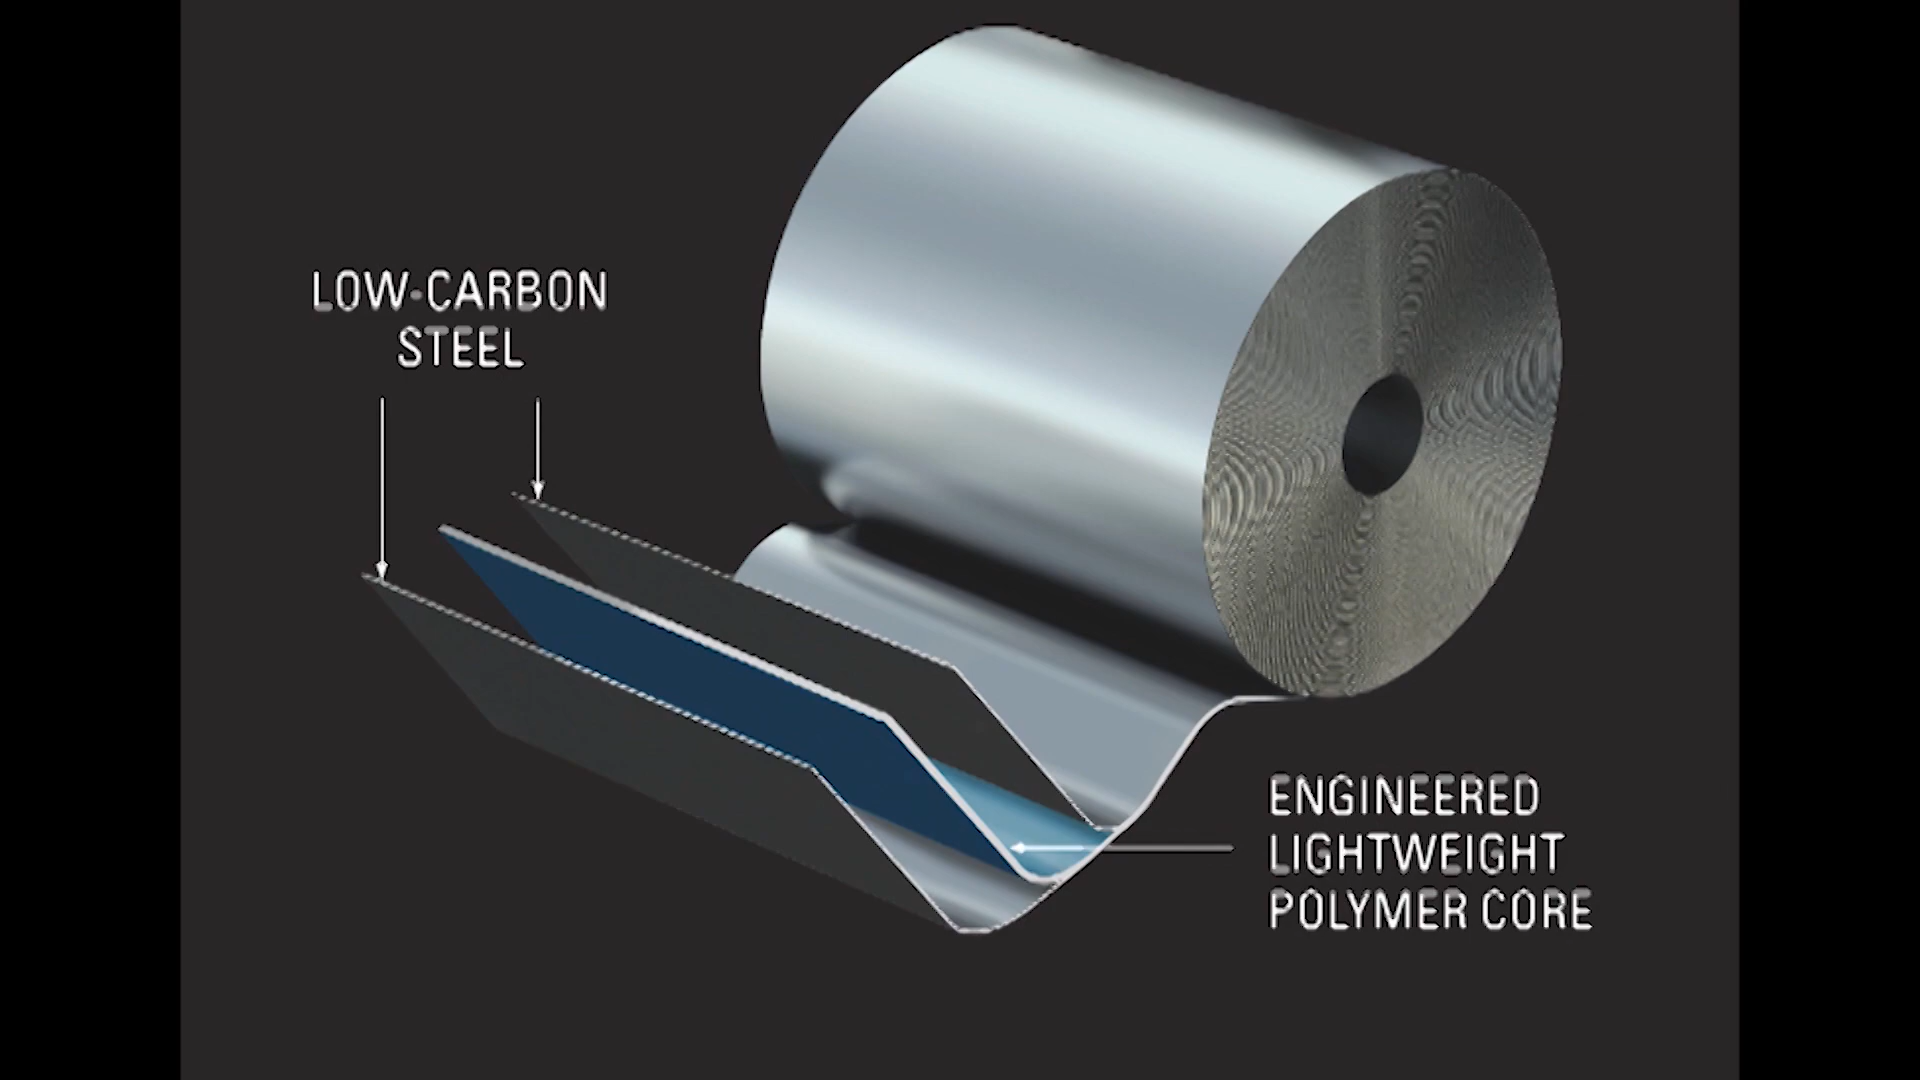 LOW-CARBON
STEEL
ENGINEERED
LIGHTWEIGHT
POLYMER CORE